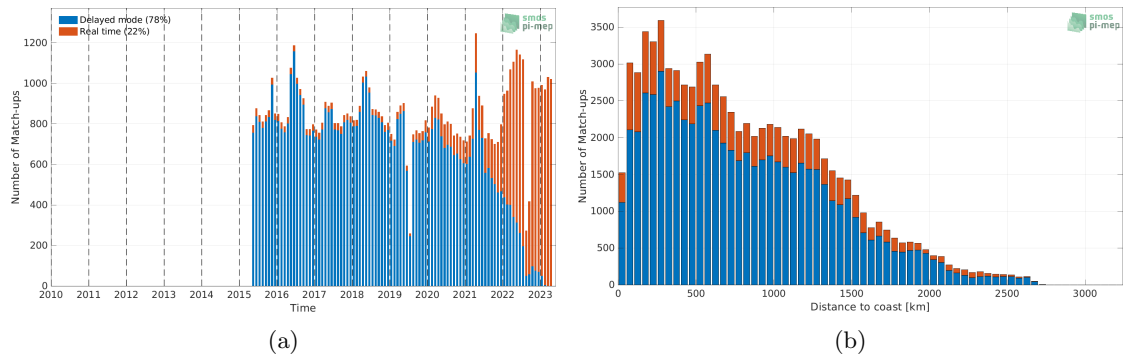 Delayed mode (78%)
Real time (22%)
smos
pi-mep
Number of Match-ups
1200
1000
800
600
400
200
0
2010 2011 2012 2013 2014 2015 2016 2017 2018 2019 2020 2021 2022 2023
Time
(a)
smos
pi-mep
Number of Match-ups
3500
3000
2500
2000
1500
1000
500
0
0 500 1000 1500 2000 2500 3000
Distance to coast [km]
(b)